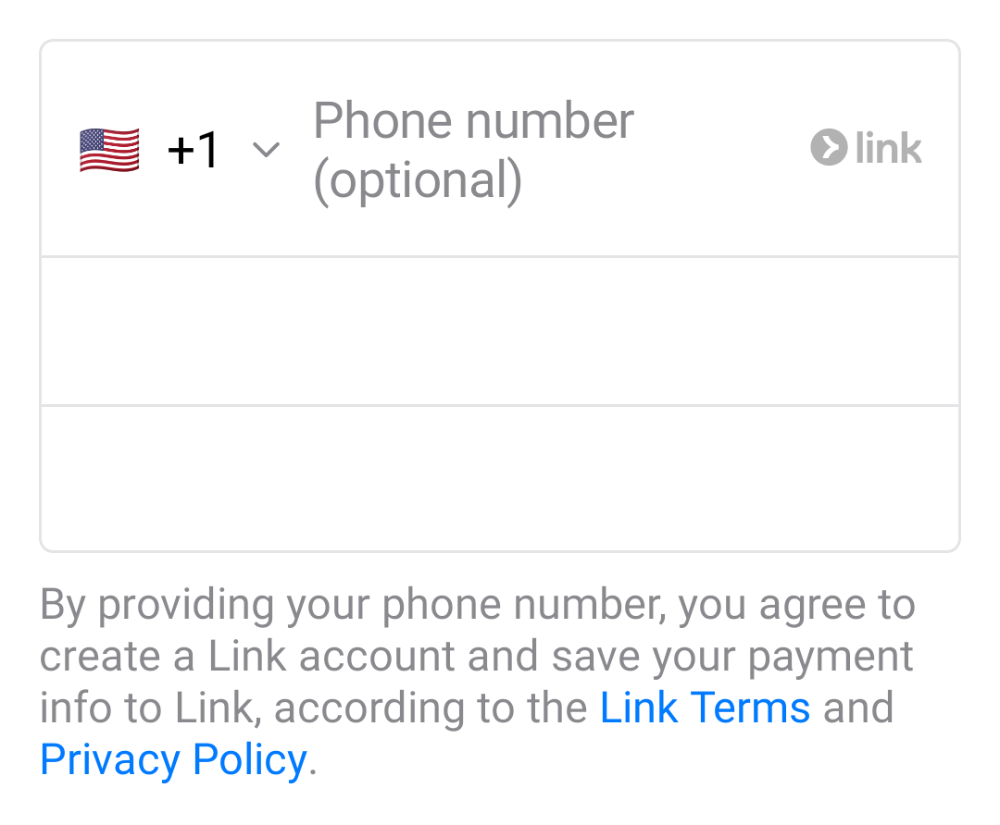 +1 Phone number
(optional)
link
By providing your phone number, you agree to
create a Link account and save your payment
info to Link, according to the Link Terms and
Privacy Policy.